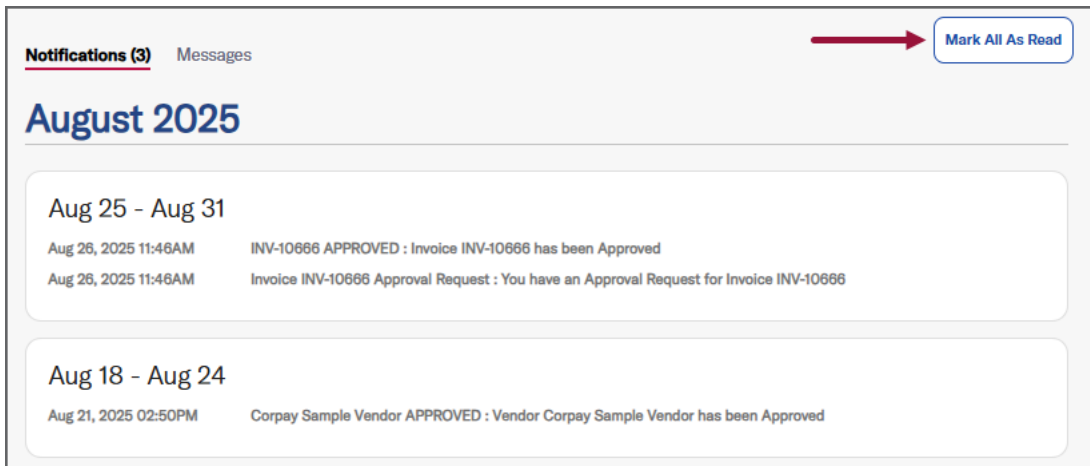 Notifications (3) Messages Mark All As Read
August 2025
Aug 25 - Aug 31
Aug 26, 2025 11:46AM INV-10666 APPROVED : Invoice INV-10666 has been Approved
Aug 26, 2025 11:46AM Invoice INV-10666 Approval Request : You have an Approval Request for Invoice INV-10666
Aug 18 - Aug 24
Aug 21, 2025 02:50PM Corpay Sample Vendor APPROVED : Vendor Corpay Sample Vendor has been Approved